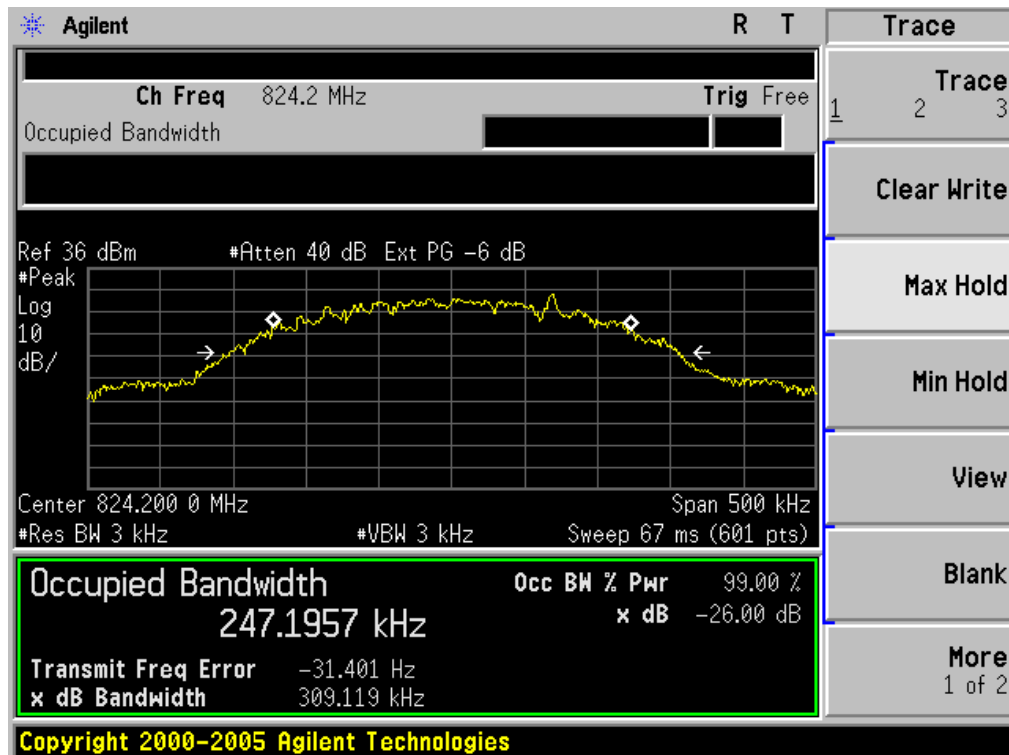 Agilent R T
Ch Freq 824.2 MHz Trig Free
Occupied Bandwidth
Ref 36 dBm #Atten 40 dB Ext PG -6 dB
#Peak
Log
10
dB/
Center 824.200 0 MHz Span 500 kHz
#Res BW 3 kHz #VBW 3 kHz Sweep 67 ms (601 pts)
Occupied Bandwidth
247.1957 kHz
Occ BW % Pwr 99.00 %
x dB -26.00 dB
Transmit Freq Error -31.401 Hz
x dB Bandwidth 309.119 kHz
Copyright 2000-2005 Agilent Technologies
Trace
Trace
1 2 3
Clear Write
Max Hold
Min Hold
View
Blank
More
1 of 2